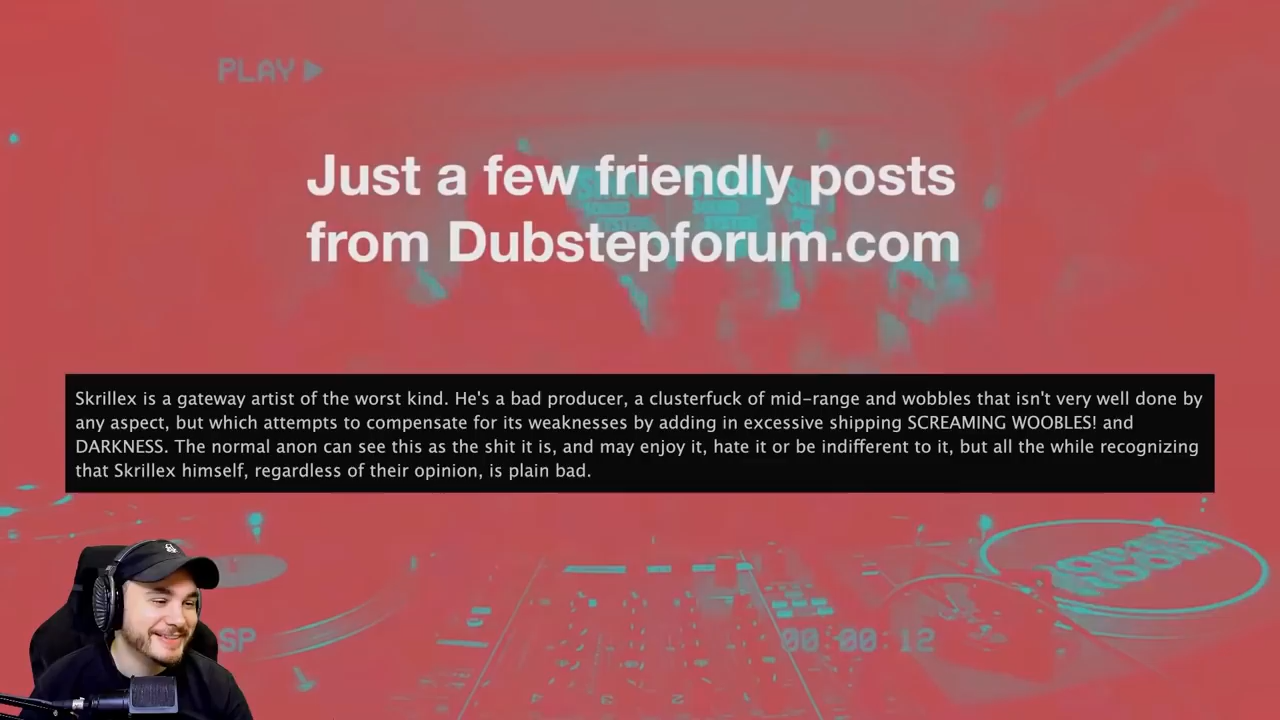 PLAY
Just a few friendly posts
from Dubstepforum.com
Skrillex is a gateway artist of the worst kind. He's a bad producer, a clusterfuck of mid-range and wobbles that isn't very well done by
any aspect, but which attempts to compensate for its weaknesses by adding in excessive shipping SCREAMING WOOBLES! and
DARKNESS. The normal anon can see this as the shit it is, and may enjoy it, hate it or be indifferent to it, but all the while recognizing
that Skrillex himself, regardless of their opinion, is plain bad.
SP
00:00:12